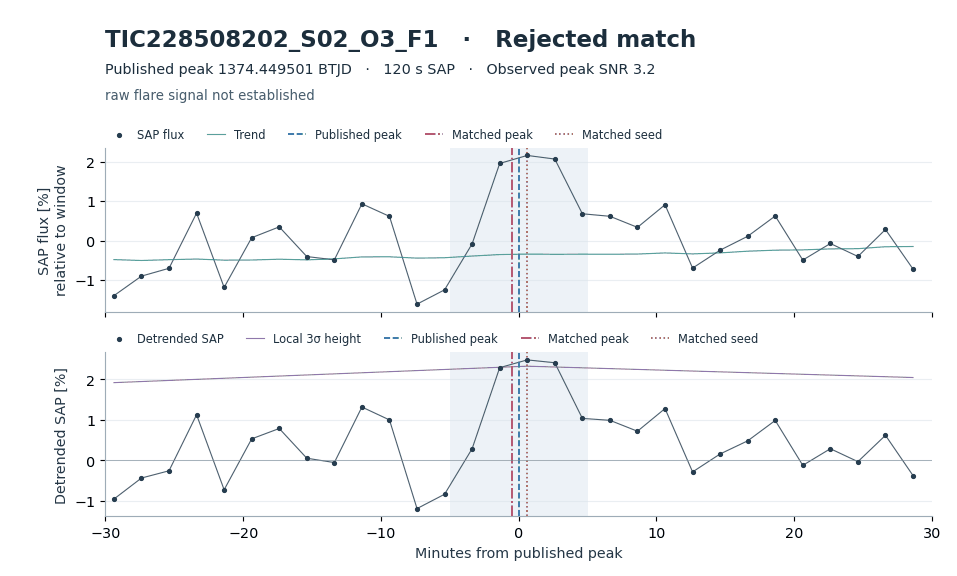 TIC228508202_S02_O3_F1 · Rejected match
Published peak 1374.449501 BTJD · 120 s SAP · Observed peak SNR 3.2
raw flare signal not established
SAP flux Trend Published peak Matched peak Matched seed
SAP flux [%]
relative to window
2
1
0
−1
Detrended SAP Local 3σ height Published peak Matched peak Matched seed
Detrended SAP [%]
2
1
0
−1
−30 −20 −10 0 10 20 30
Minutes from published peak